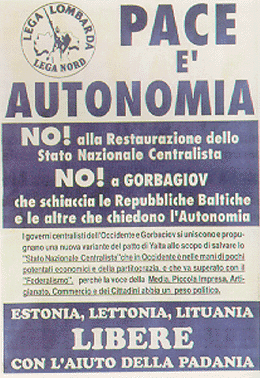 LEGA LOMBARDA
LEGA NORD
PACE
E'
AUTONOMIA
NO! alla Restaurazione dello
Stato Nazionale Centralista
NO! a GORBAGIOV
che schiaccia le Repubbliche Baltiche
e le altre che chiedono l'Autonomia
I governi centralisti dell'Occidente e Gorbaciov si uniscono e propu-
gnano una nuova variante del patto di Yalta allo scopo di salvare lo
"Stato Nazionale Centralista" che in Occidente è nelle mani di pochi
potentati economici e della partitocrazia, e che va superato con il
"Federalismo", perché la voce della Media, Piccola Impresa, Arti-
gianato, Commercio e dei Cittadini abbia un peso politico.
ESTONIA, LETTONIA, LITUANIA
LIBERE
CON L'AIUTO DELLA PADANIA